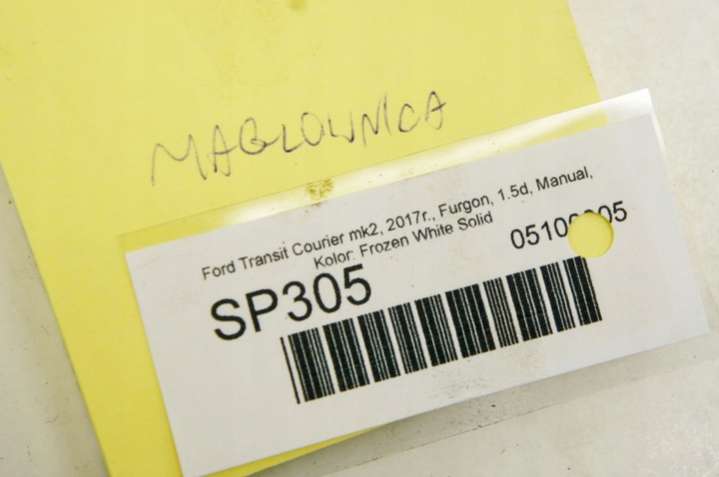 MAGLOWNICA
Ford Transit Courier mk2, 2017r., Furgon, 1.5d, Manual,
Kolor: Frozen White Solid
SP305